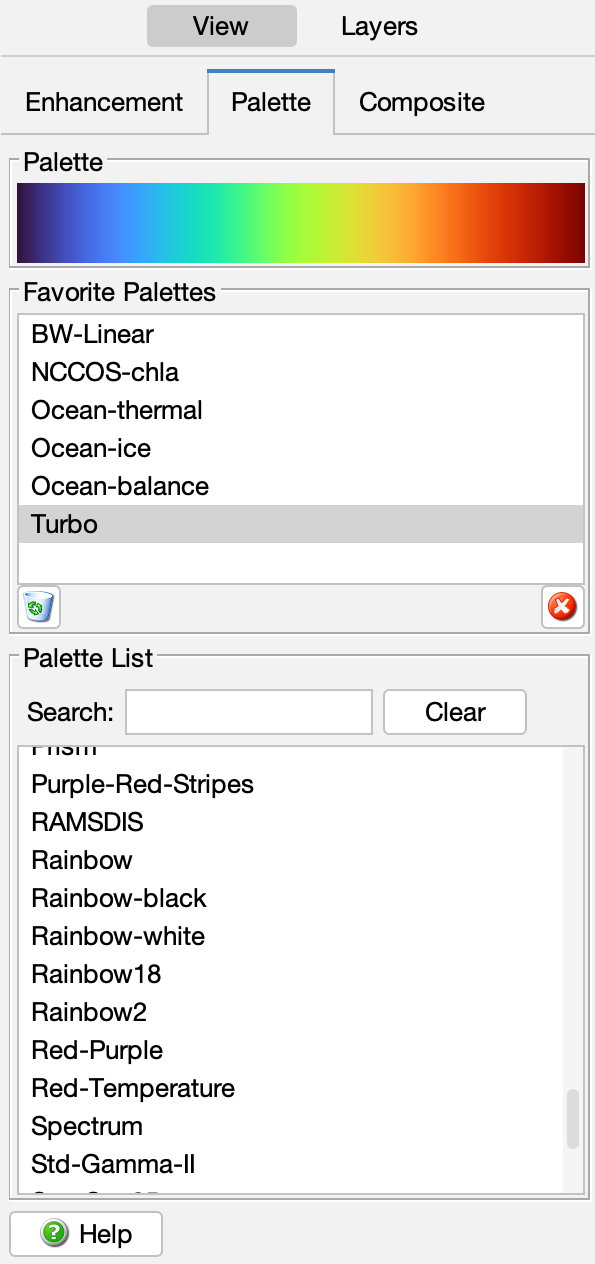 View Layers
Enhancement Palette Composite
Palette
Favorite Palettes
BW-Linear
NCCOS-chla
Ocean-thermal
Ocean-ice
Ocean-balance
Turbo
Palette List
Search: Clear
Prism
Purple-Red-Stripes
RAMSDIS
Rainbow
Rainbow-black
Rainbow-white
Rainbow18
Rainbow2
Red-Purple
Red-Temperature
Spectrum
Std-Gamma-II
Help